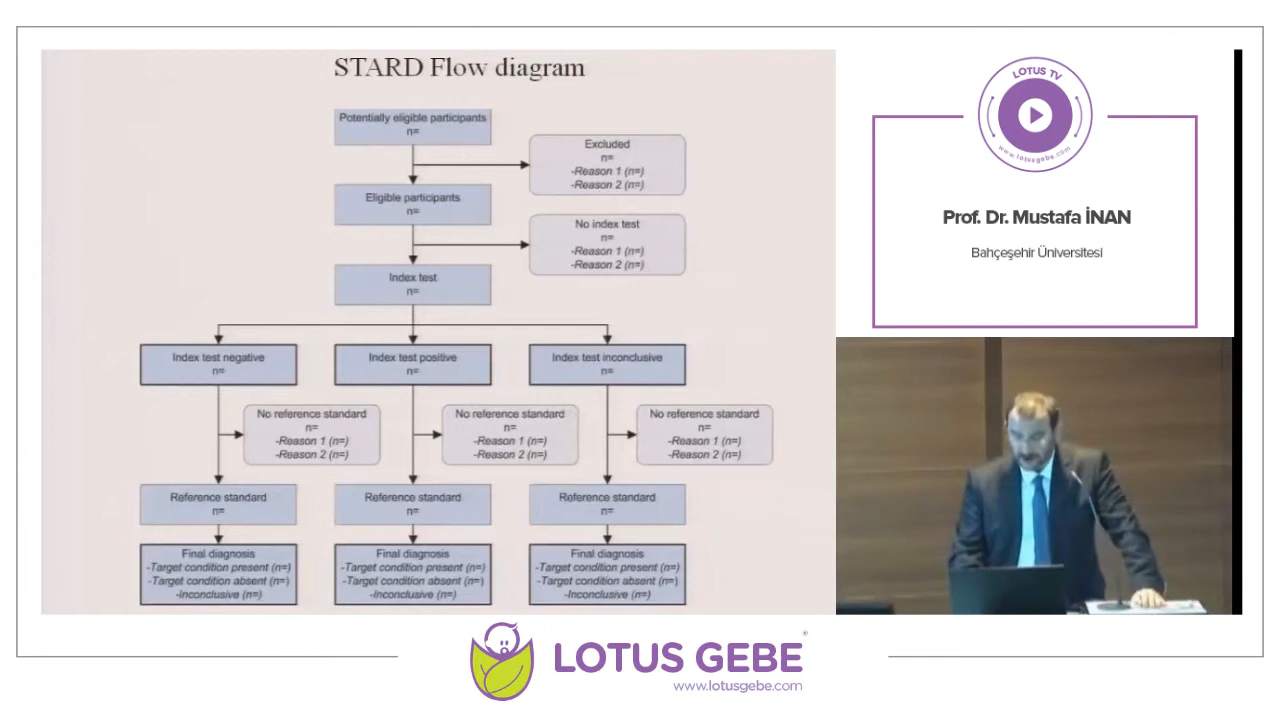 STARD Flow diagram
Potentially eligible participants
n=
Excluded
n=
-Reason 1 (n=)
-Reason 2 (n=)
Eligible participants
n=
No index test
n=
-Reason 1 (n=)
-Reason 2 (n=)
Index test
n=
Index test negative
n=
Index test positive
n=
Index test inconclusive
n=
No reference standard
n=
-Reason 1 (n=)
-Reason 2 (n=)
No reference standard
n=
-Reason 1 (n=)
-Reason 2 (n=)
No reference standard
n=
-Reason 1 (n=)
-Reason 2 (n=)
Reference standard
n=
Reference standard
n=
Reference standard
n=
Final diagnosis
-Target condition present (n=)
-Target condition absent (n=)
-Inconclusive (n=)
Final diagnosis
-Target condition present (n=)
-Target condition absent (n=)
-Inconclusive (n=)
Final diagnosis
-Target condition present (n=)
-Target condition absent (n=)
-Inconclusive (n=)
LOTUS TV
www.lotusgebe.com
Prof. Dr. Mustafa İNAN
Bahçeşehir Üniversitesi
LOTUS GEBE
®
www.lotusgebe.com